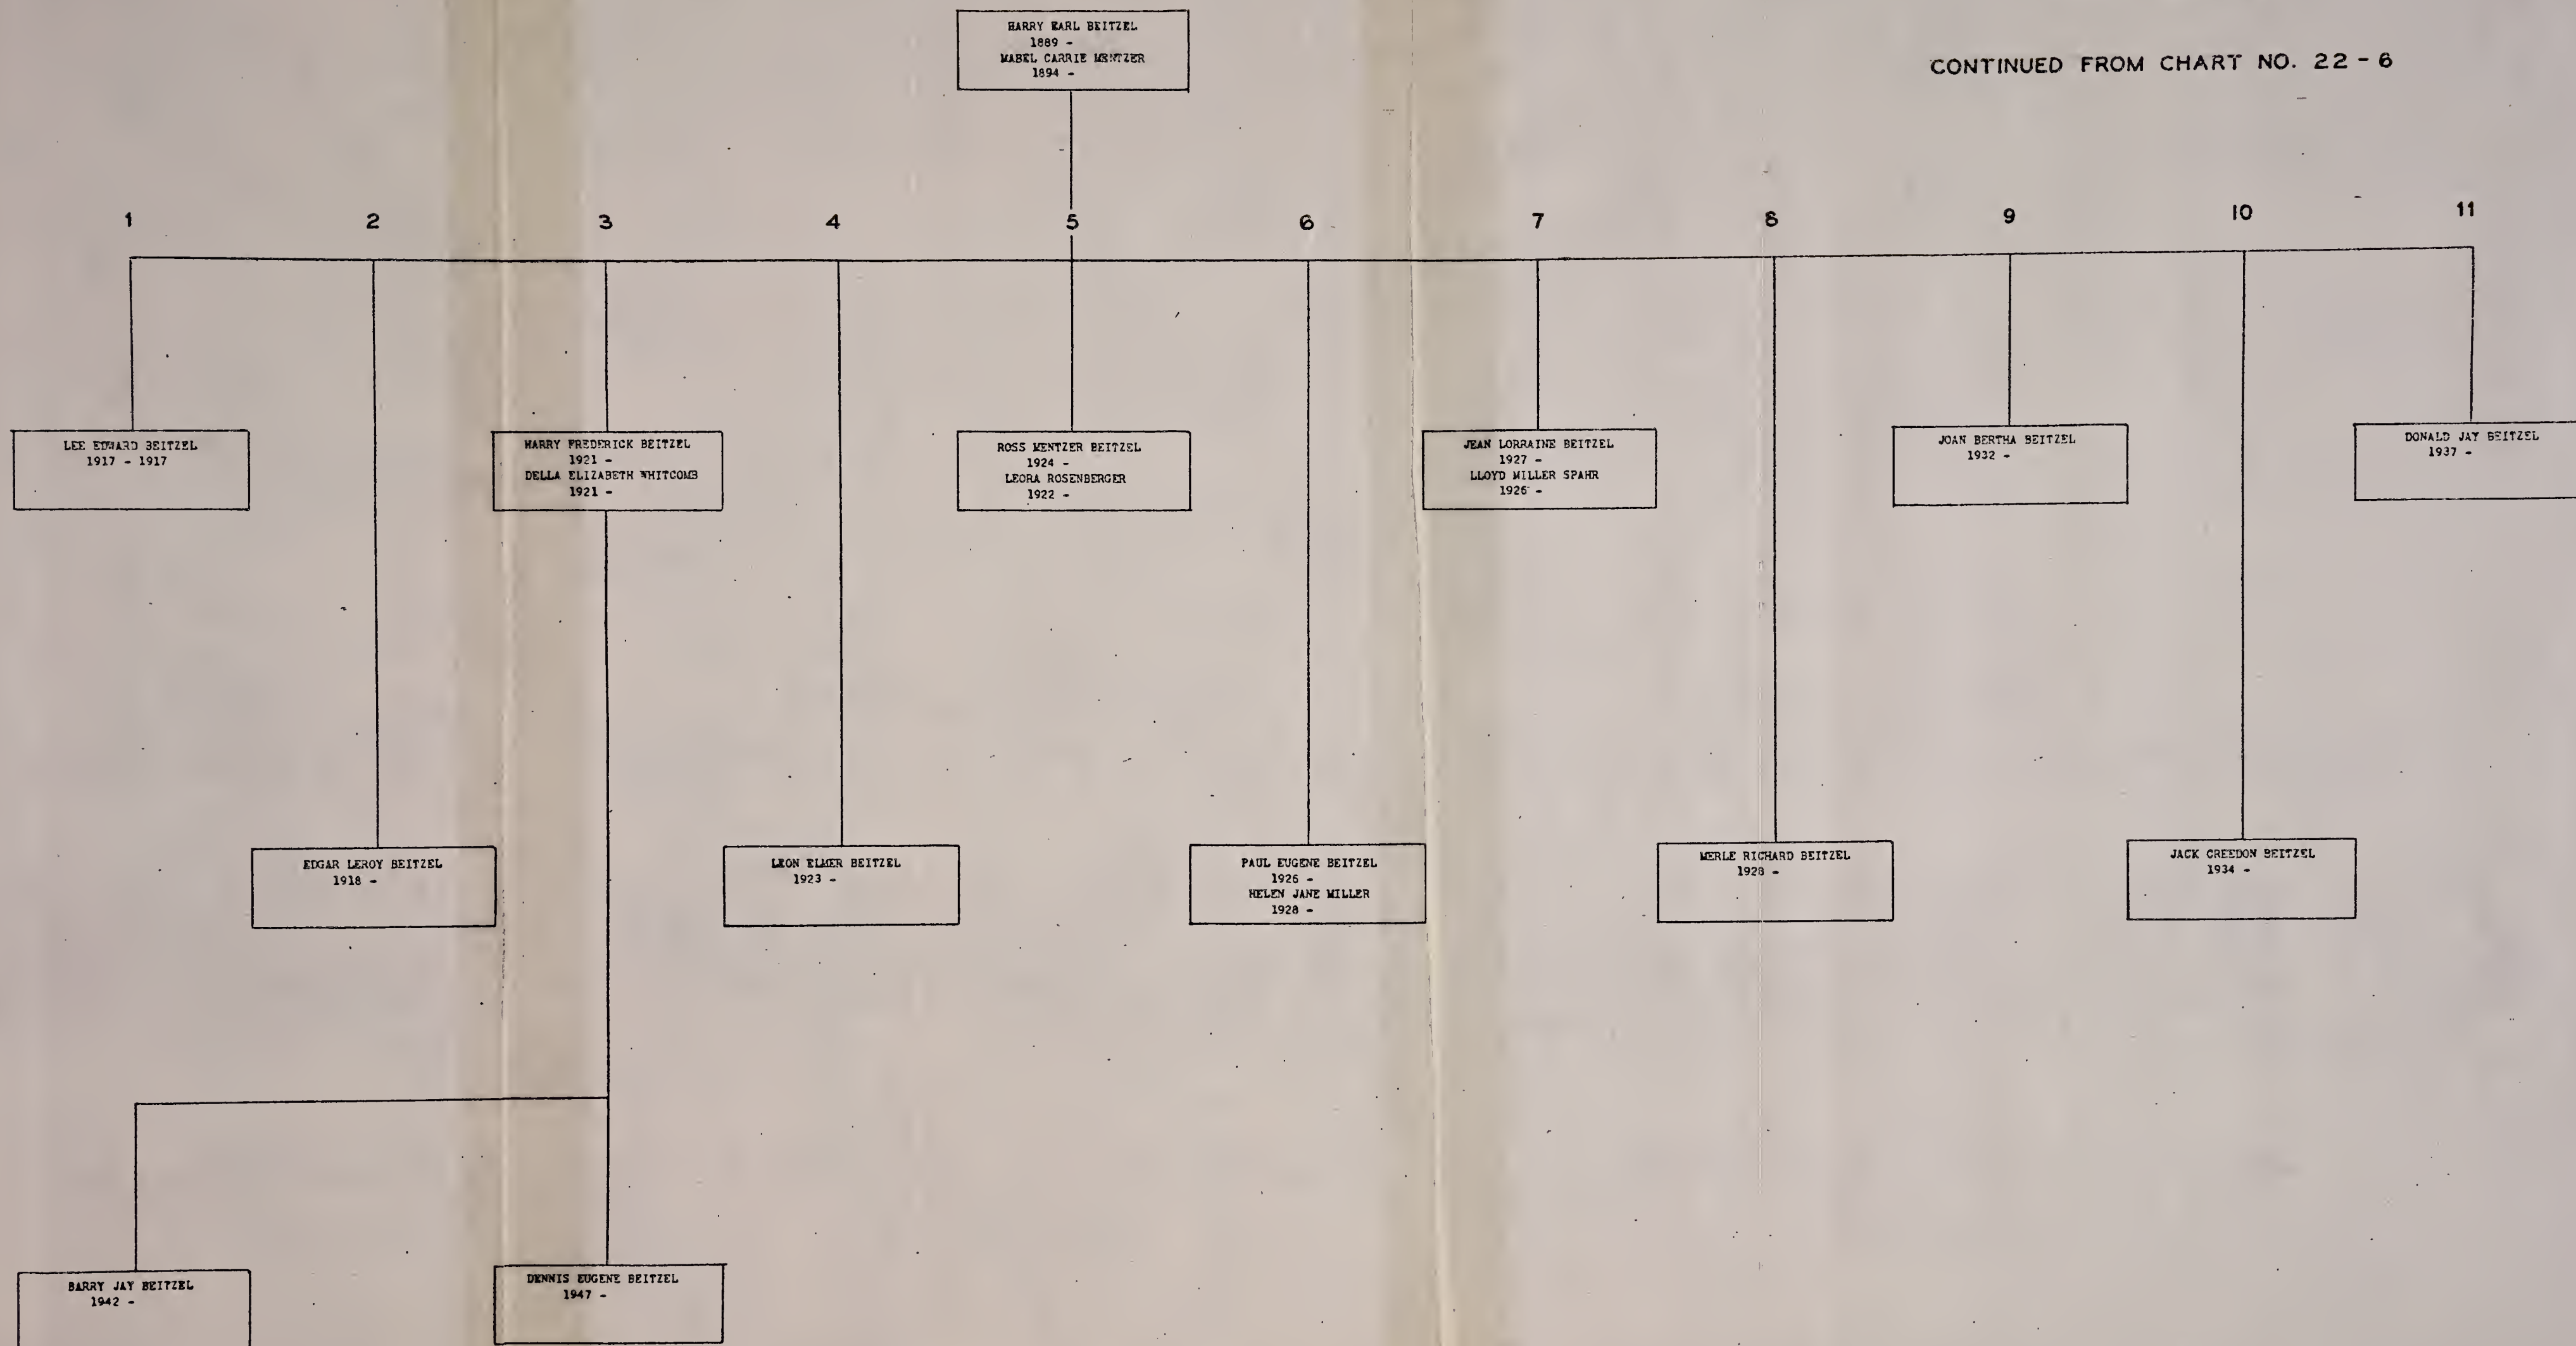 HARRY EARL BEITZEL
1889 -
MABEL CARRIE MENTZER
1894 -
CONTINUED FROM CHART NO. 22 - 6
1 2 3 4 5 6 7 8 9 10 11
LEE EDWARD BEITZEL
1917 - 1917
HARRY FREDERICK BEITZEL
1921 -
DELLA ELIZABETH WHITCOMB
1921 -
ROSS MENTZER BEITZEL
1924 -
LEORA ROSENBERGER
1922 -
JEAN LORRAINE BEITZEL
1927 -
LLOYD MILLER SPAHR
1926 -
JOAN BERTHA BEITZEL
1932 -
DONALD JAY BEITZEL
1937 -
EDGAR LEROY BEITZEL
1918 -
LEON ELMER BEITZEL
1923 -
PAUL EUGENE BEITZEL
1926 -
HELEN JANE MILLER
1928 -
MERLE RICHARD BEITZEL
1928 -
JACK CREEDON BEITZEL
1934 -
BARRY JAY BEITZEL
1942 -
DENNIS EUGENE BEITZEL
1947 -